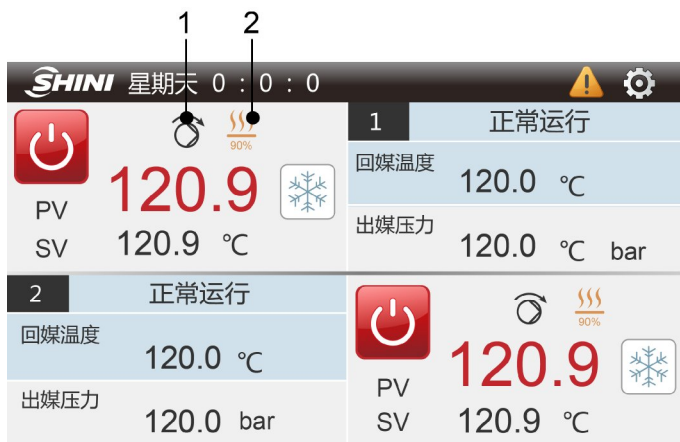 1 2
SHINI 星期天 0 : 0 : 0
90%
120.9
PV
SV 120.9 ℃
1 正常运行
回媒温度 120.0 ℃
出媒压力 120.0 ℃ bar
2 正常运行
回媒温度 120.0 ℃
出媒压力 120.0 bar
90%
120.9
PV
SV 120.9 ℃